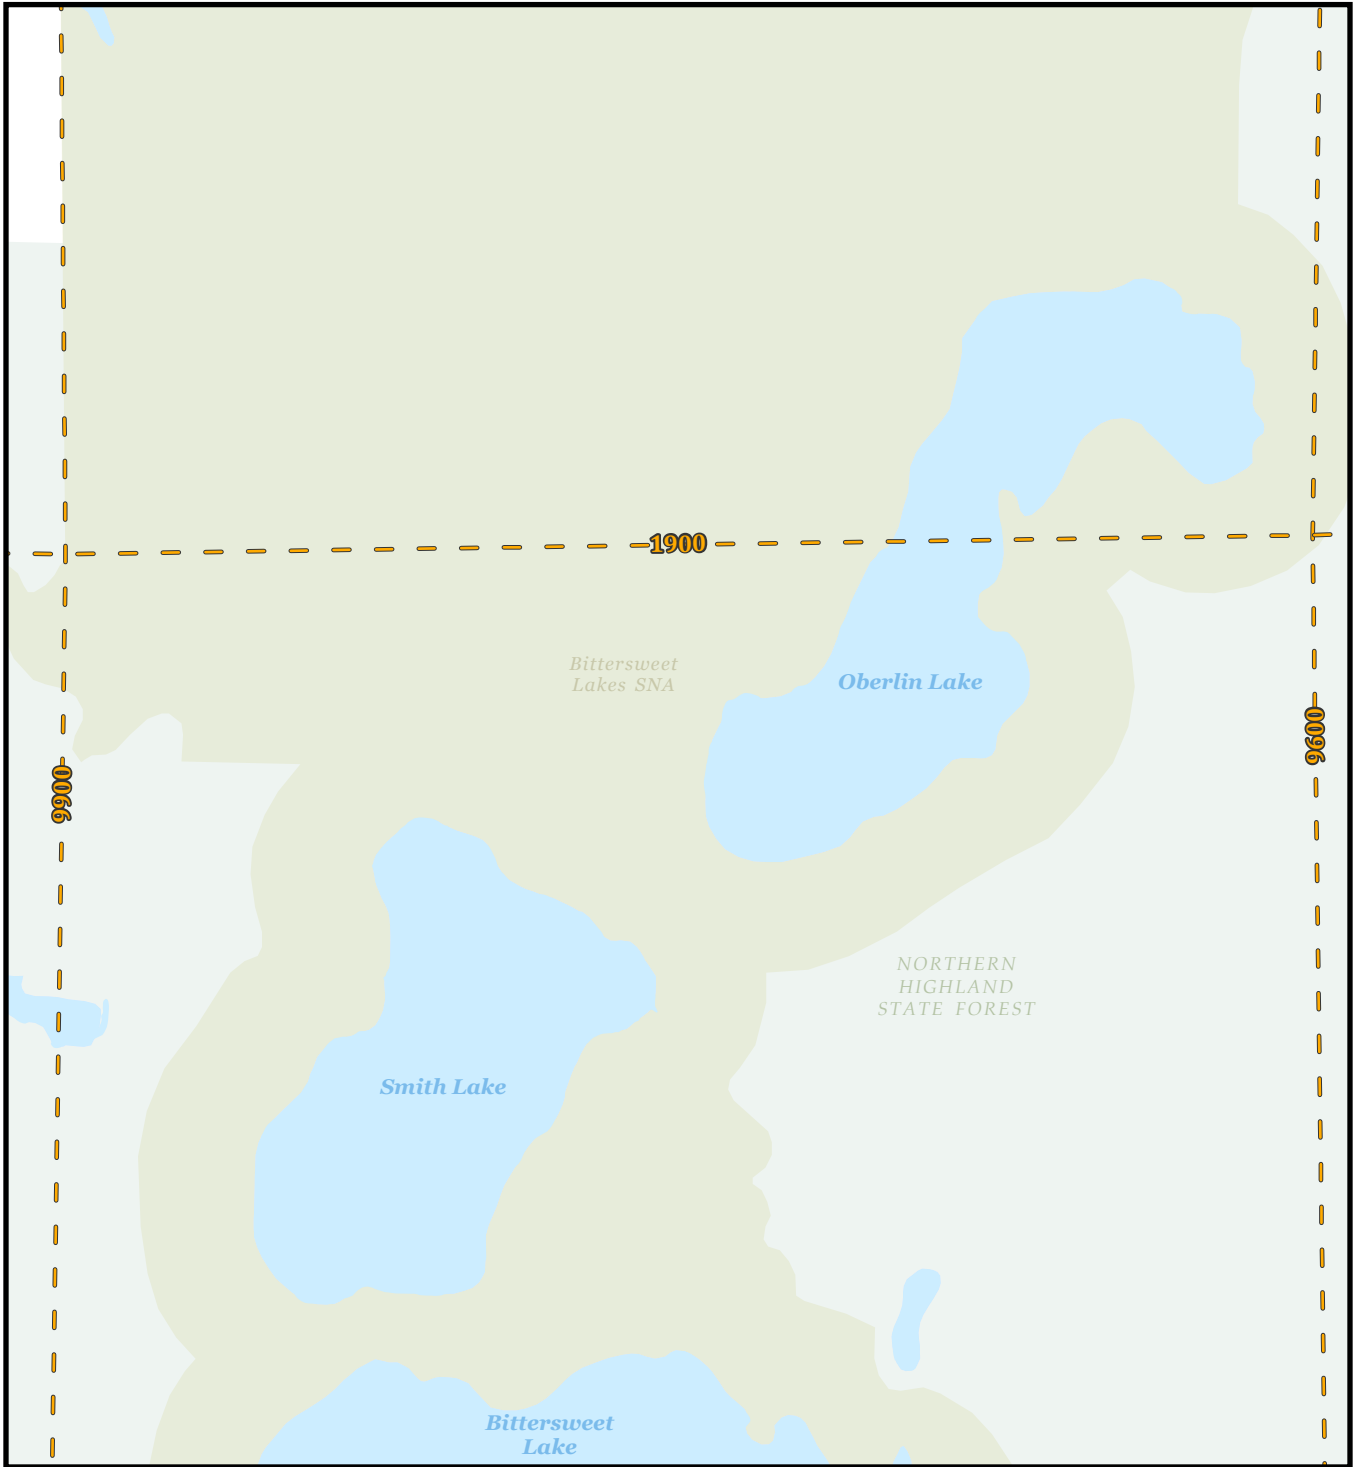 1900
Bittersweet
Lakes SNA
Oberlin Lake
9600
9900
NORTHERN
HIGHLAND
STATE FOREST
Smith Lake
Bittersweet
Lake